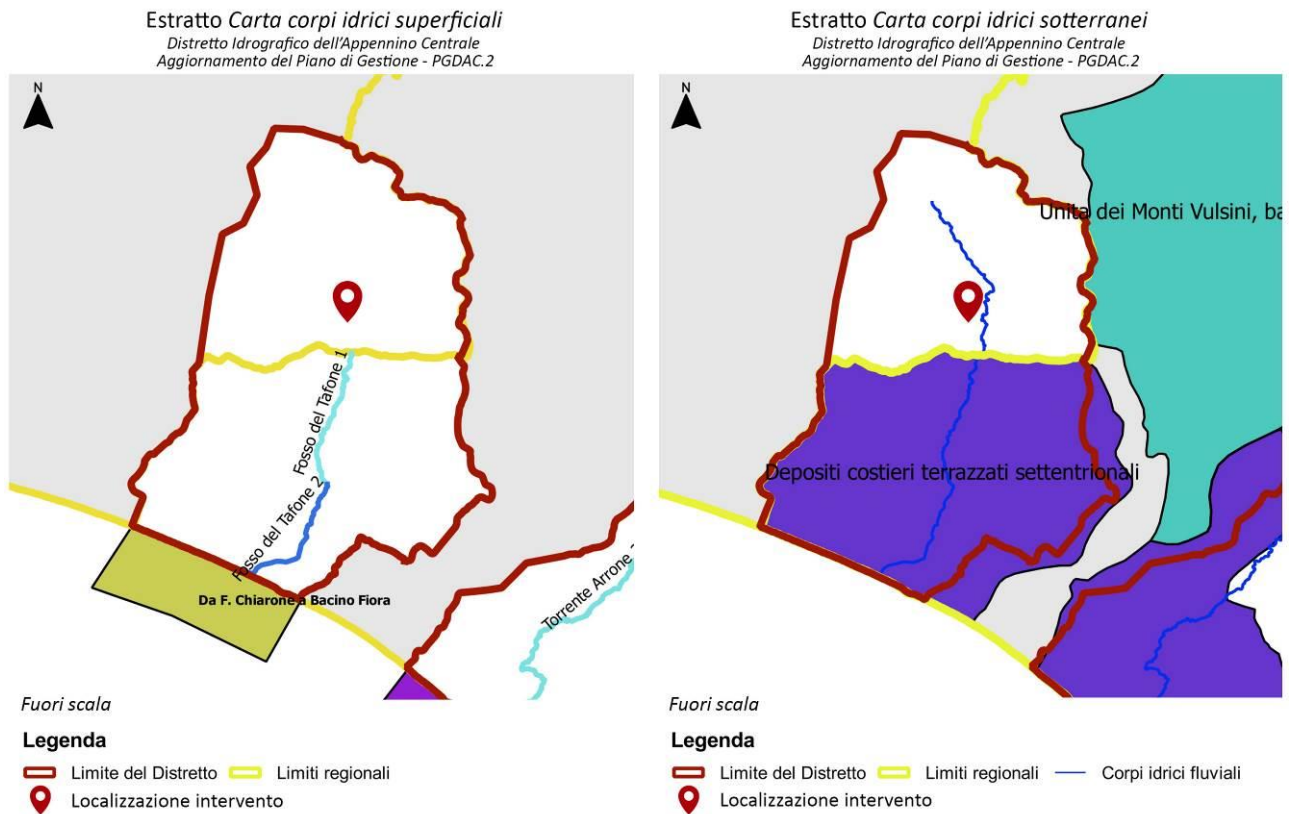 Estratto Carta corpi idrici superficiali
Distretto Idrografico dell'Appennino Centrale
Aggiornamento del Piano di Gestione - PGDAC.2
N
Fosso del Tafone 1
Fosso del Tafone 2
Da F. Chiarone a Bacino Fiora
Torrente Arrone
Fuori scala
Legenda
Limite del Distretto
Limiti regionali
Localizzazione intervento
Estratto Carta corpi idrici sotterranei
Distretto Idrografico dell'Appennino Centrale
Aggiornamento del Piano di Gestione - PGDAC.2
N
Unita dei Monti Vulsini, ba
Depositi costieri terrazzati settentrionali
Fuori scala
Legenda
Limite del Distretto
Limiti regionali
Corpi idrici fluviali
Localizzazione intervento